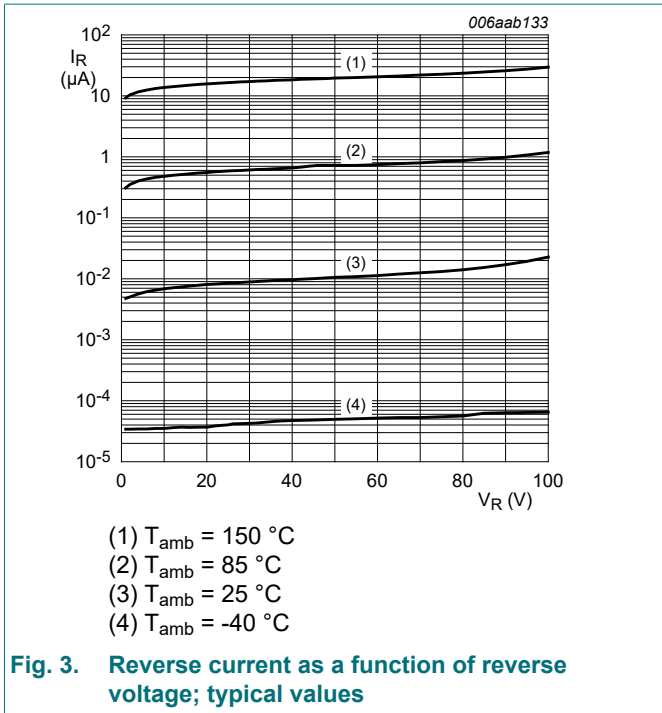 006aab133
10²
I_R
(µA)
10
1
10⁻¹
10⁻²
10⁻³
10⁻⁴
10⁻⁵
(1)
(2)
(3)
(4)
0 20 40 60 80 100
V_R (V)
(1) T_amb = 150 °C
(2) T_amb = 85 °C
(3) T_amb = 25 °C
(4) T_amb = -40 °C
Fig. 3. Reverse current as a function of reverse
voltage; typical values